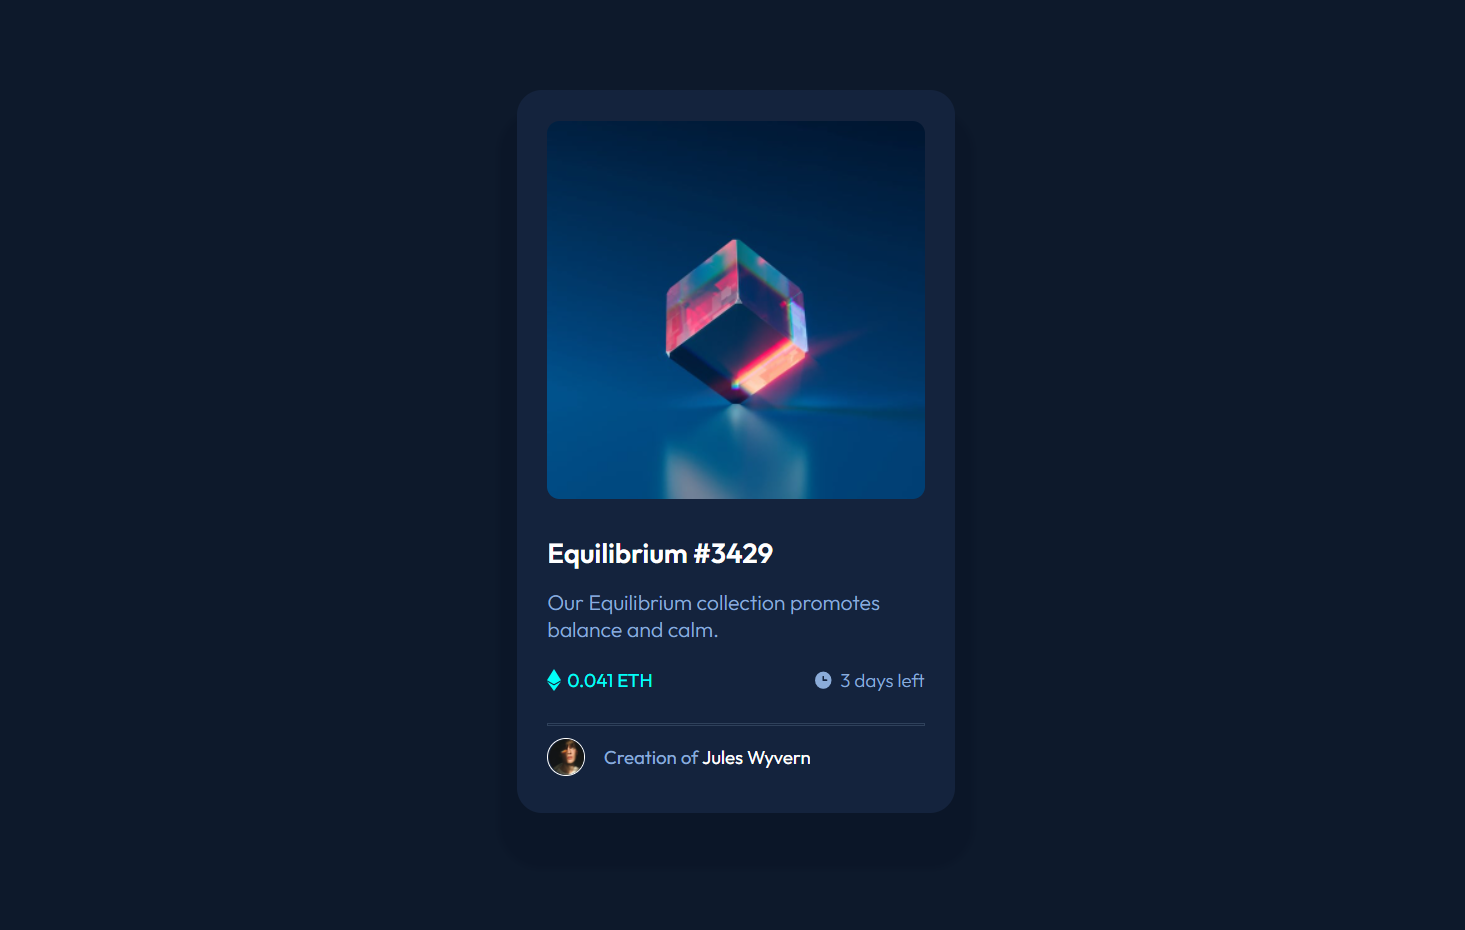 Equilibrium #3429
Our Equilibrium collection promotes
balance and calm.
0.041 ETH
3 days left
Creation of Jules Wyvern